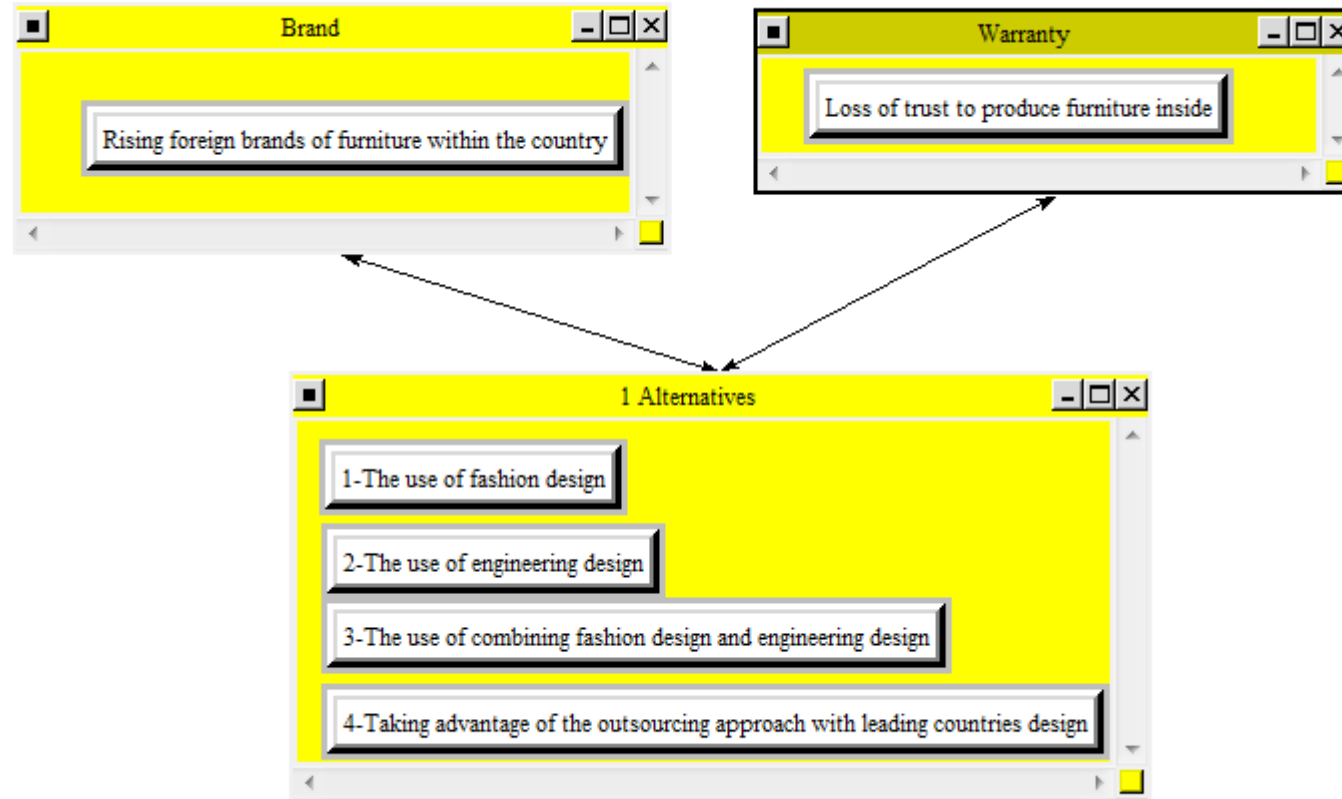 Brand
Rising foreign brands of furniture within the country
Warranty
Loss of trust to produce furniture inside
1 Alternatives
1-The use of fashion design
2-The use of engineering design
3-The use of combining fashion design and engineering design
4-Taking advantage of the outsourcing approach with leading countries design